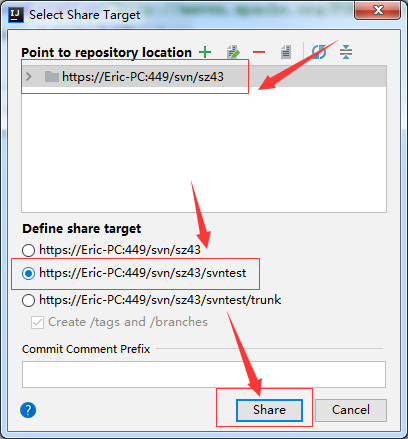 IJ Select Share Target
Point to repository location
https://Eric-PC:449/svn/sz43
Define share target
https://Eric-PC:449/svn/sz43
https://Eric-PC:449/svn/sz43/svntest
https://Eric-PC:449/svn/sz43/svntest/trunk
Create /tags and /branches
Commit Comment Prefix
? Share Cancel